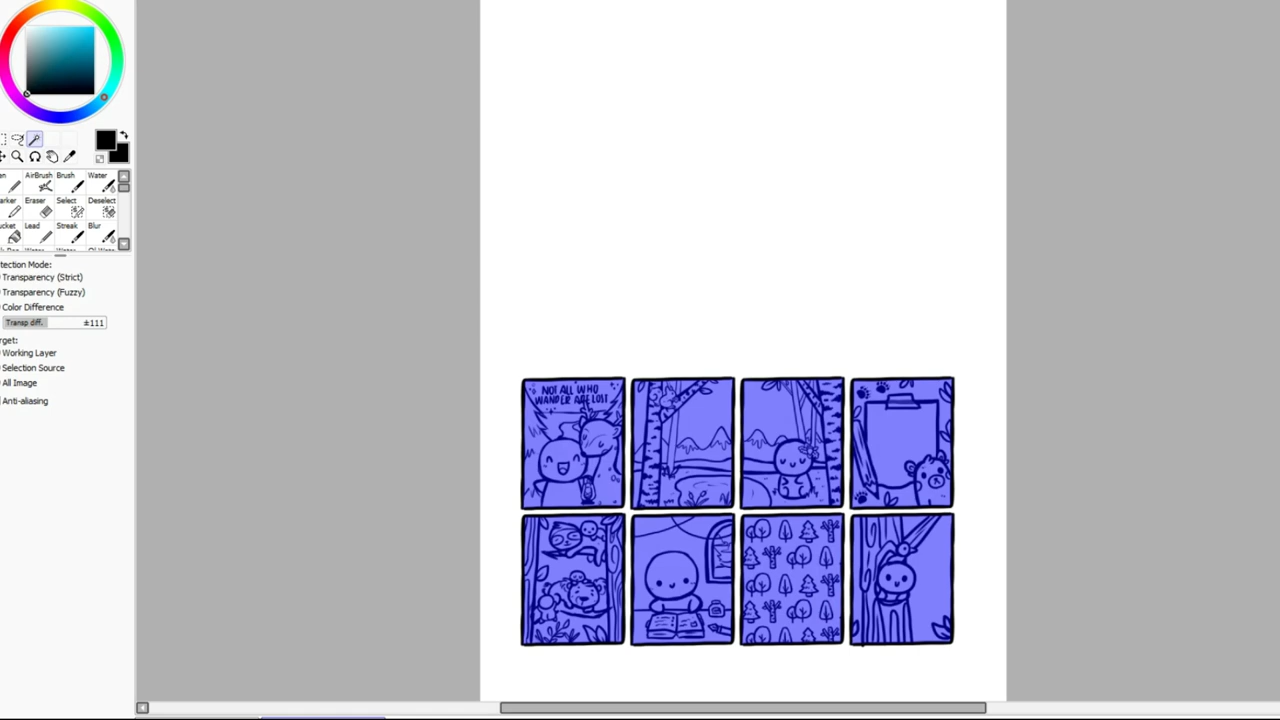 AirBrush Brush Water
Eraser Select Deselect
Lead Streak Blur
Transparency (Strict)
Transparency (Fuzzy)
Color Difference
Transp diff. ±111
Working Layer
Selection Source
All Image
Anti-aliasing
NOT ALL WHO
WANDER ARE LOST